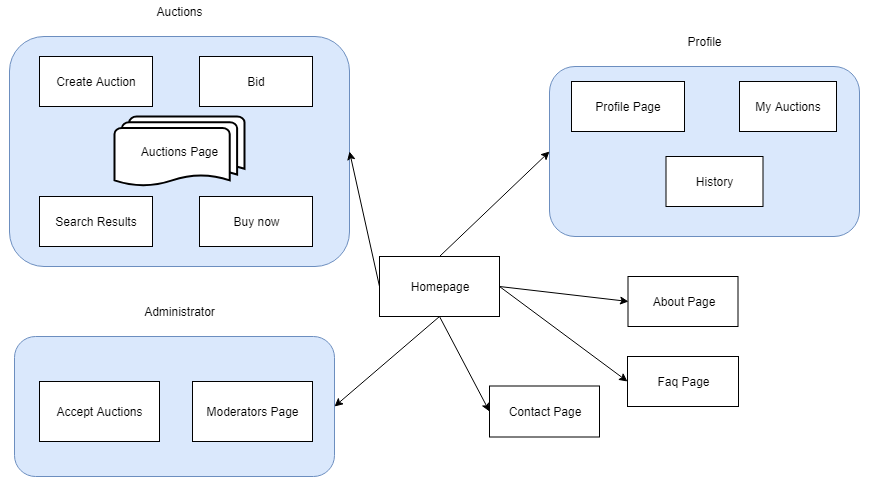 Auctions
Create Auction
Bid
Auctions Page
Search Results
Buy now
Profile
Profile Page
My Auctions
History
Homepage
About Page
Faq Page
Contact Page
Administrator
Accept Auctions
Moderators Page